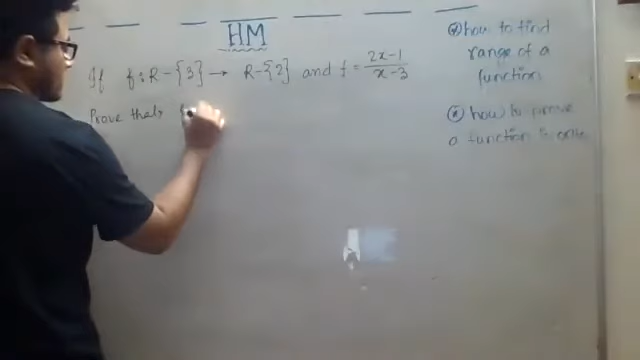 HM
If f: R - {3} → R - {2} and f = 2x-1/x-3
Prove that,
* how to find
range of a
function
* how to prove
a function is onto